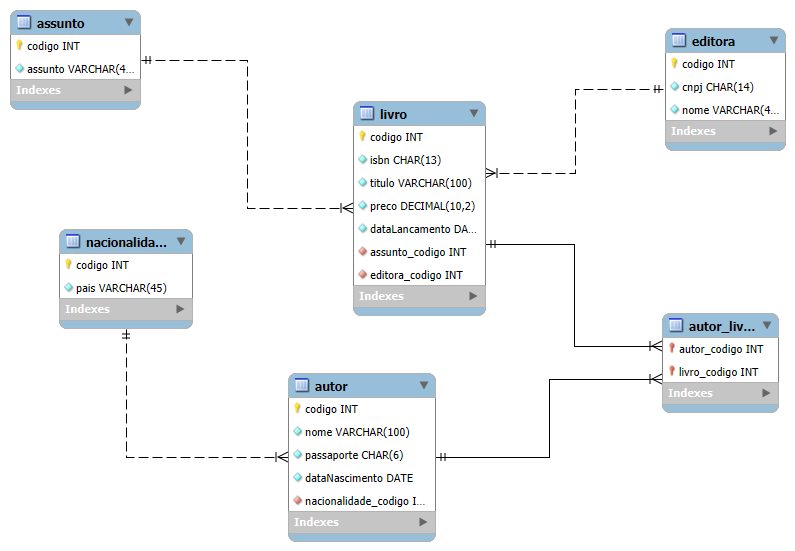 assunto
codigo INT
assunto VARCHAR(4...
Indexes
editora
codigo INT
cnpj CHAR(14)
nome VARCHAR(4...
Indexes
livro
codigo INT
isbn CHAR(13)
titulo VARCHAR(100)
preco DECIMAL(10,2)
dataLancamento DA...
assunto_codigo INT
editora_codigo INT
Indexes
nacionalida...
codigo INT
pais VARCHAR(45)
Indexes
autor_liv...
autor_codigo INT
livro_codigo INT
Indexes
autor
codigo INT
nome VARCHAR(100)
passaporte CHAR(6)
dataNascimento DATE
nacionalidade_codigo I...
Indexes